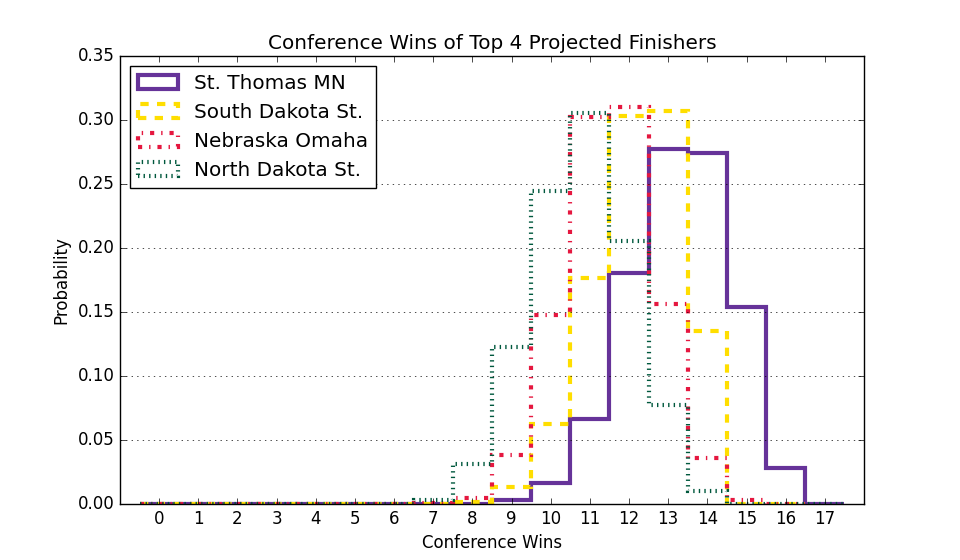 Conference Wins of Top 4 Projected Finishers
0.35
0.30
0.25
0.20
0.15
0.10
0.05
0.00
Probability
St. Thomas MN
South Dakota St.
Nebraska Omaha
North Dakota St.
0 1 2 3 4 5 6 7 8 9 10 11 12 13 14 15 16 17
Conference Wins